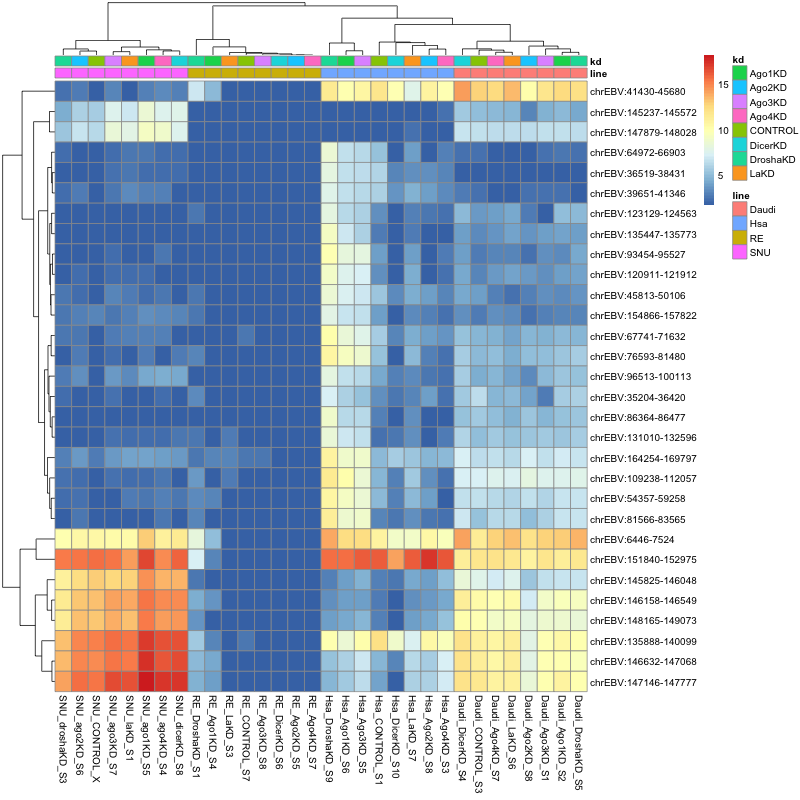 kd
line
chrEBV:41430-45680
chrEBV:145237-145572
chrEBV:147879-148028
chrEBV:64972-66903
chrEBV:36519-38431
chrEBV:39651-41346
chrEBV:123129-124563
chrEBV:135447-135773
chrEBV:93454-95527
chrEBV:120911-121912
chrEBV:45813-50106
chrEBV:154866-157822
chrEBV:67741-71632
chrEBV:76593-81480
chrEBV:96513-100113
chrEBV:35204-36420
chrEBV:86364-86477
chrEBV:131010-132596
chrEBV:164254-169797
chrEBV:109238-112057
chrEBV:54357-59258
chrEBV:81566-83565
chrEBV:6446-7524
chrEBV:151840-152975
chrEBV:145825-146048
chrEBV:146158-146549
chrEBV:148165-149073
chrEBV:135888-140099
chrEBV:146632-147068
chrEBV:147146-147777
SNU_droshaKD_S3
SNU_ago2KD_S6
SNU_CONTROL_X
SNU_ago3KD_S7
SNU_laKD_S1
SNU_ago1KD_S5
SNU_ago4KD_S4
SNU_dicerKD_S8
RE_DroshaKD_S1
RE_Ago1KD_S4
RE_LaKD_S3
RE_CONTROL_S7
RE_Ago3KD_S8
RE_DicerKD_S6
RE_Ago2KD_S5
RE_Ago4KD_S7
Hsa_DroshaKD_S9
Hsa_Ago1KD_S6
Hsa_Ago3KD_S5
Hsa_CONTROL_S1
Hsa_DicerKD_S10
Hsa_LaKD_S7
Hsa_Ago2KD_S8
Hsa_Ago4KD_S3
Daudi_DicerKD_S4
Daudi_CONTROL_S3
Daudi_Ago4KD_S7
Daudi_LaKD_S6
Daudi_Ago2KD_S8
Daudi_Ago3KD_S1
Daudi_Ago1KD_S2
Daudi_DroshaKD_S5
15
10
5
kd
Ago1KD
Ago2KD
Ago3KD
Ago4KD
CONTROL
DicerKD
DroshaKD
LaKD
line
Daudi
Hsa
RE
SNU